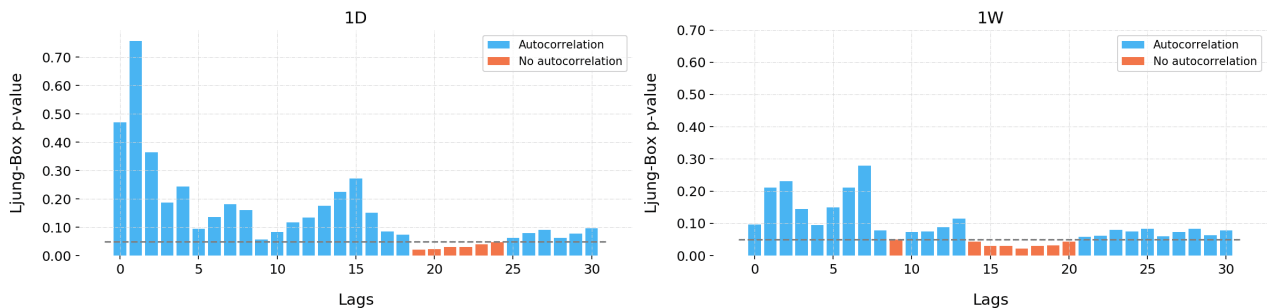 1D
Ljung-Box p-value
0.70
0.60
0.50
0.40
0.30
0.20
0.10
0.00
Autocorrelation
No autocorrelation
0 5 10 15 20 25 30
Lags
1W
Ljung-Box p-value
0.70
0.60
0.50
0.40
0.30
0.20
0.10
0.00
Autocorrelation
No autocorrelation
0 5 10 15 20 25 30
Lags